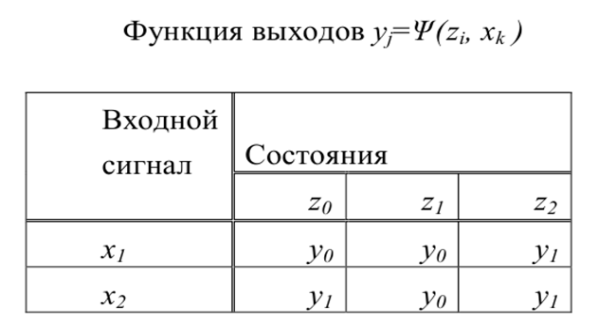 Функция выходов yj=Ψ(zi, xk )
Входной
сигнал
Состояния
z0 z1 z2
x1 y0 y0 y1
x2 y1 y0 y1